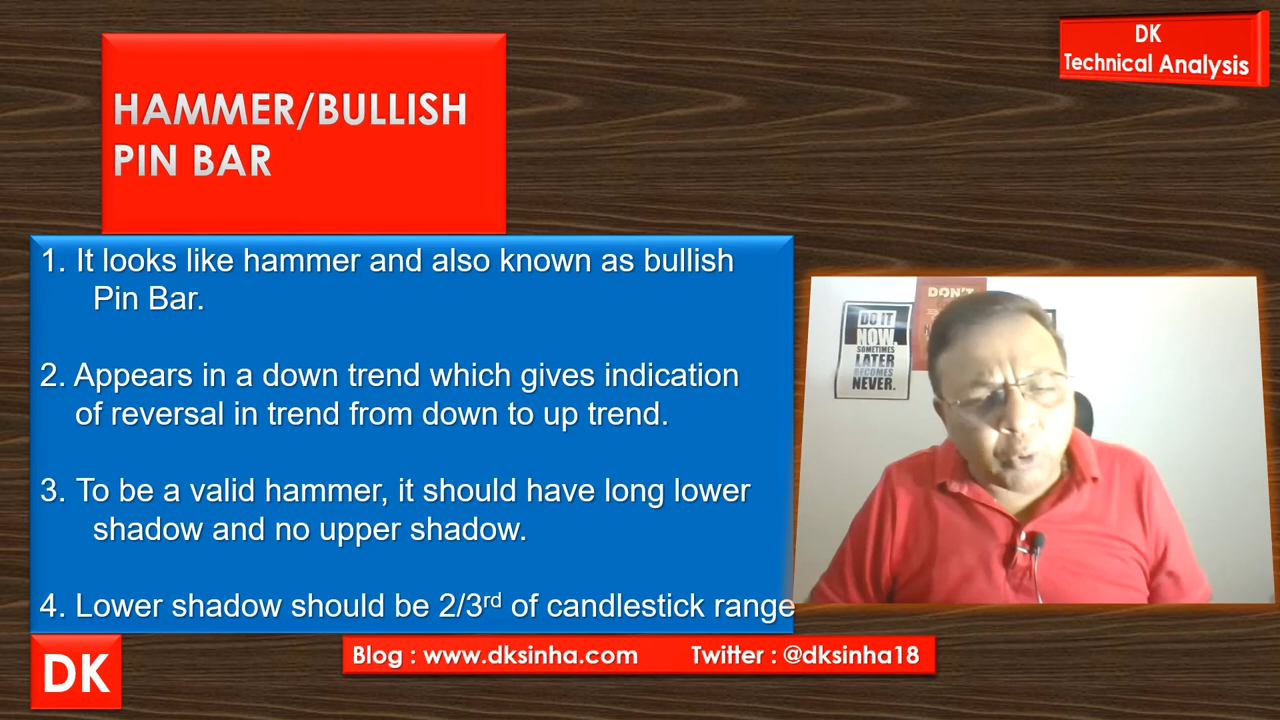 DK
Technical Analysis
HAMMER/BULLISH
PIN BAR
1. It looks like hammer and also known as bullish
Pin Bar.
2. Appears in a down trend which gives indication
of reversal in trend from down to up trend.
3. To be a valid hammer, it should have long lower
shadow and no upper shadow.
4. Lower shadow should be 2/3rd of candlestick range
DON'T
DO IT
NOW.
SOMETIMES
LATER
BECOMES
NEVER.
DK
Blog : www.dksinha.com Twitter : @dksinha18